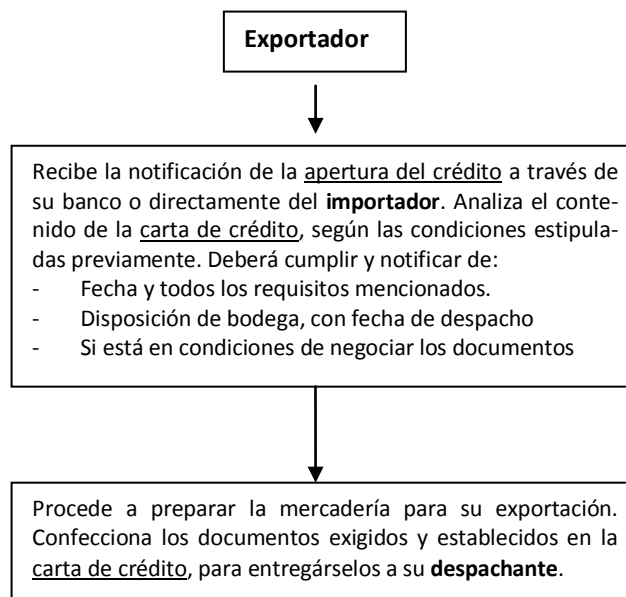 Exportador
Recibe la notificación de la apertura del crédito a través de
su banco o directamente del importador. Analiza el conte-
nido de la carta de crédito, según las condiciones estipula-
das previamente. Deberá cumplir y notificar de:
- Fecha y todos los requisitos mencionados.
- Disposición de bodega, con fecha de despacho
- Si está en condiciones de negociar los documentos
Procede a preparar la mercadería para su exportación.
Confecciona los documentos exigidos y establecidos en la
carta de crédito, para entregárselos a su despachante.